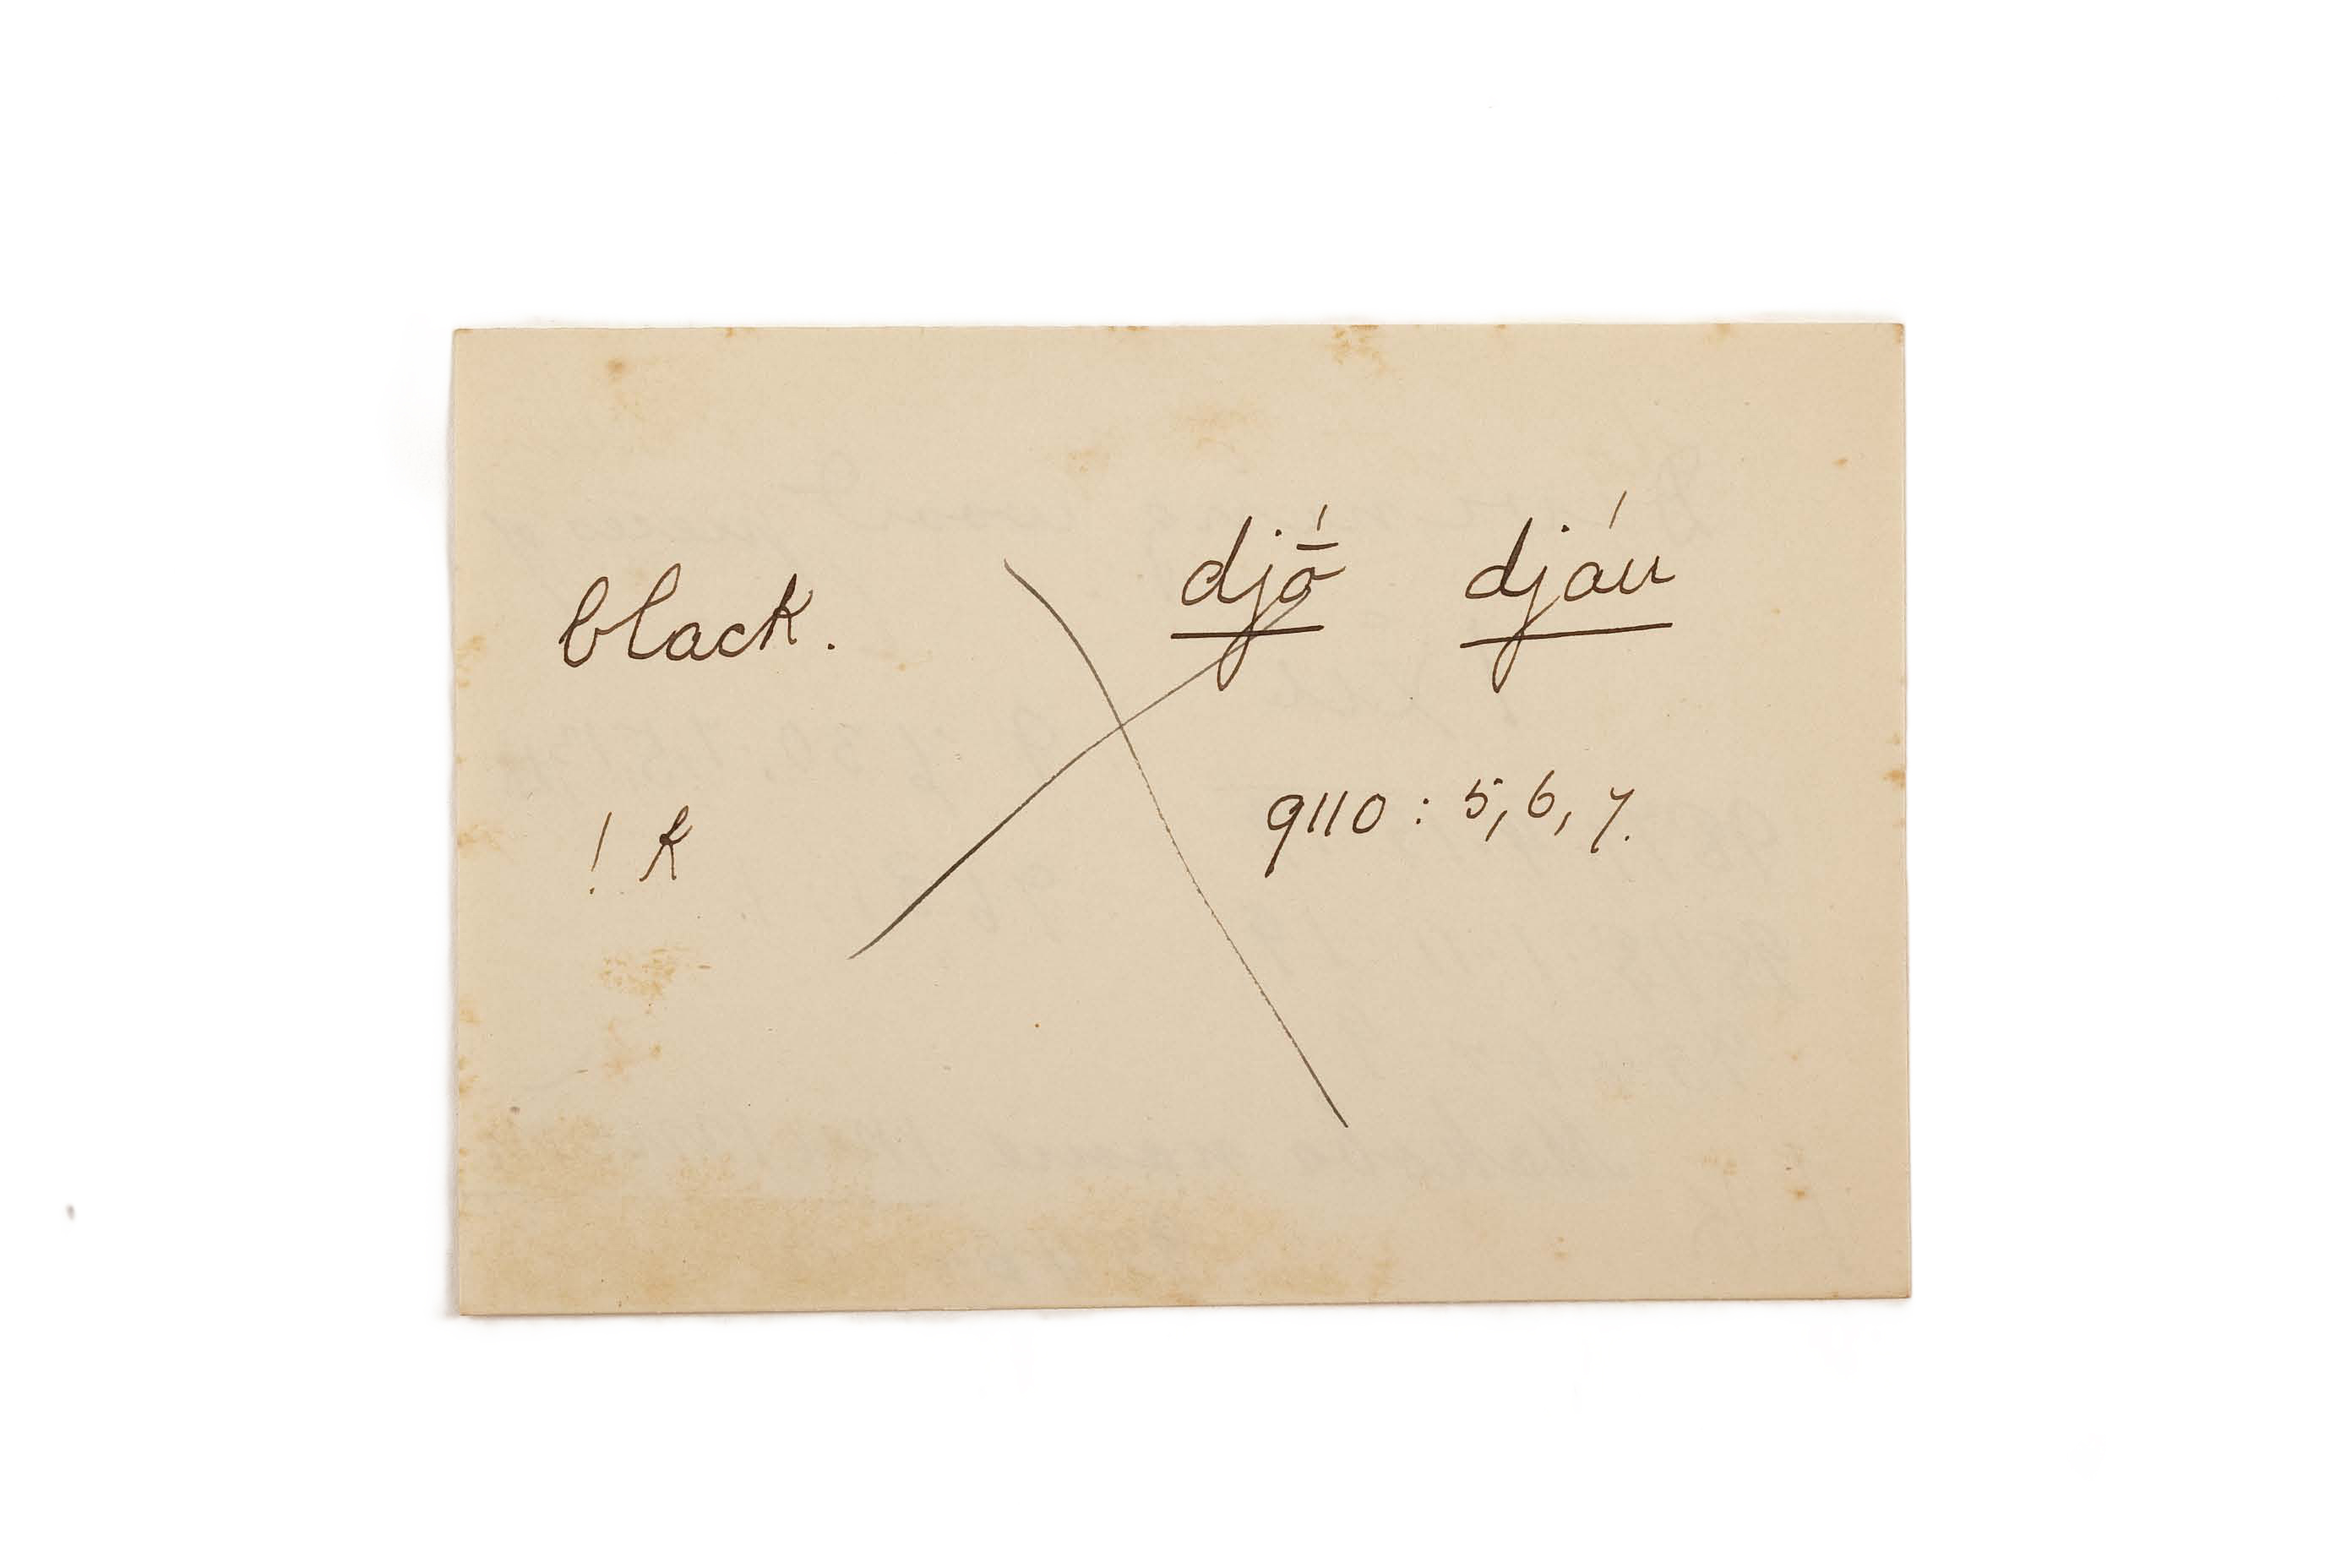 black. djṓ djáu
! k 9110 : 5, 6, 7.